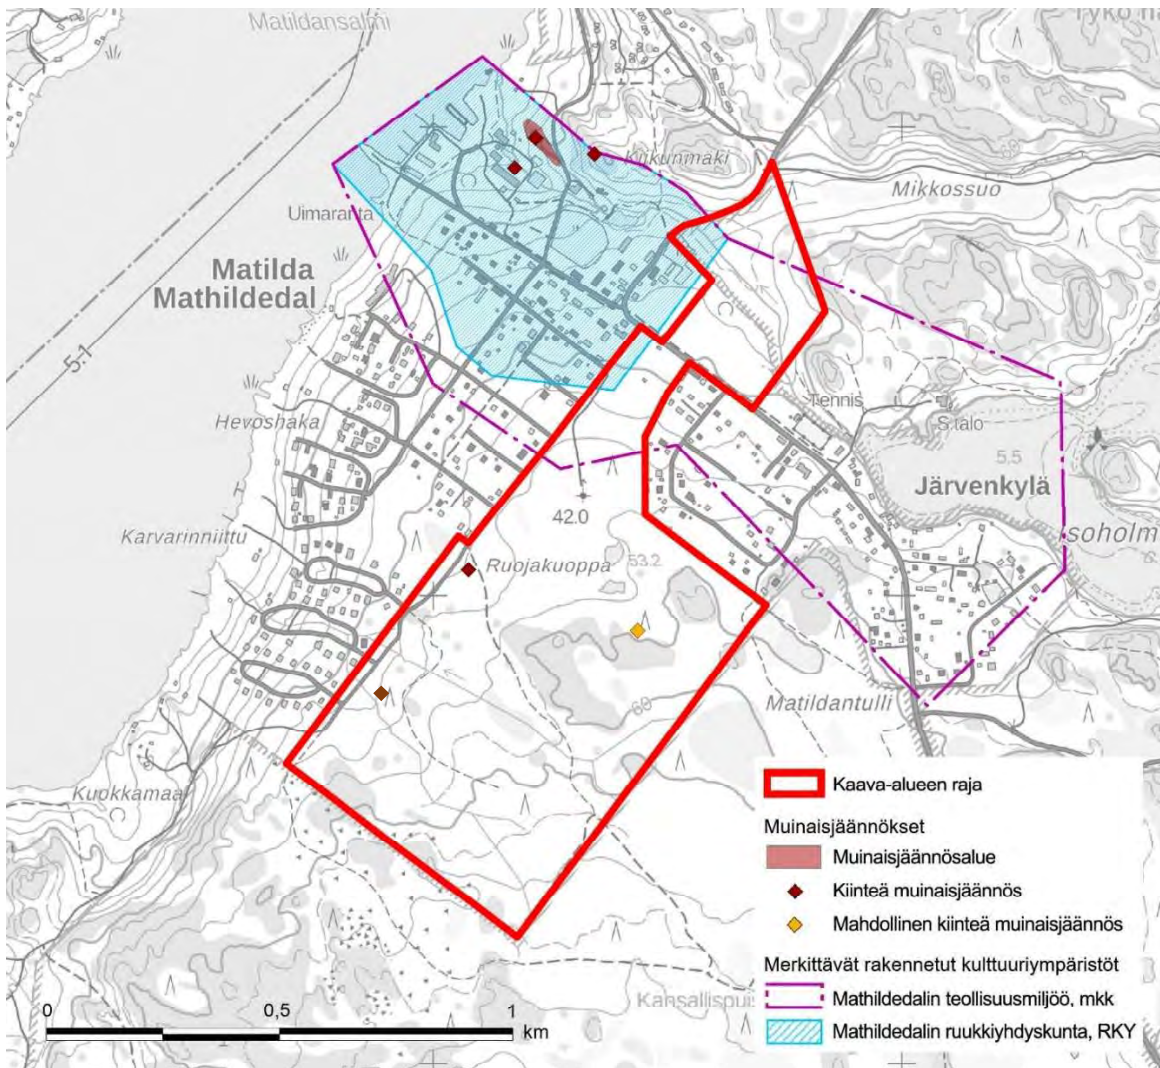 Matildansalmi
Kiikunmäki
Mikkossuo
Uimaranta
Matilda
Mathildedal
5-1
Tennis
S.talo
Hevoshaka
5.5
Järvenkylä
42.0
Karvarinniittu
Ruojakuoppa
53.2
60
Matildantulli
Kuokkamaa
Kaava-alueen raja
Muinaisjäännökset
Muinaisjäännösalue
Kiinteä muinaisjäännös
Mahdollinen kiinteä muinaisjäännös
Merkittävät rakennetut kulttuuriympäristöt
Mathildedalin teollisuusmiljöö, mkk
Mathildedalin ruukkiyhdyskunta, RKY
Kansallispuis
0 0,5 1
km